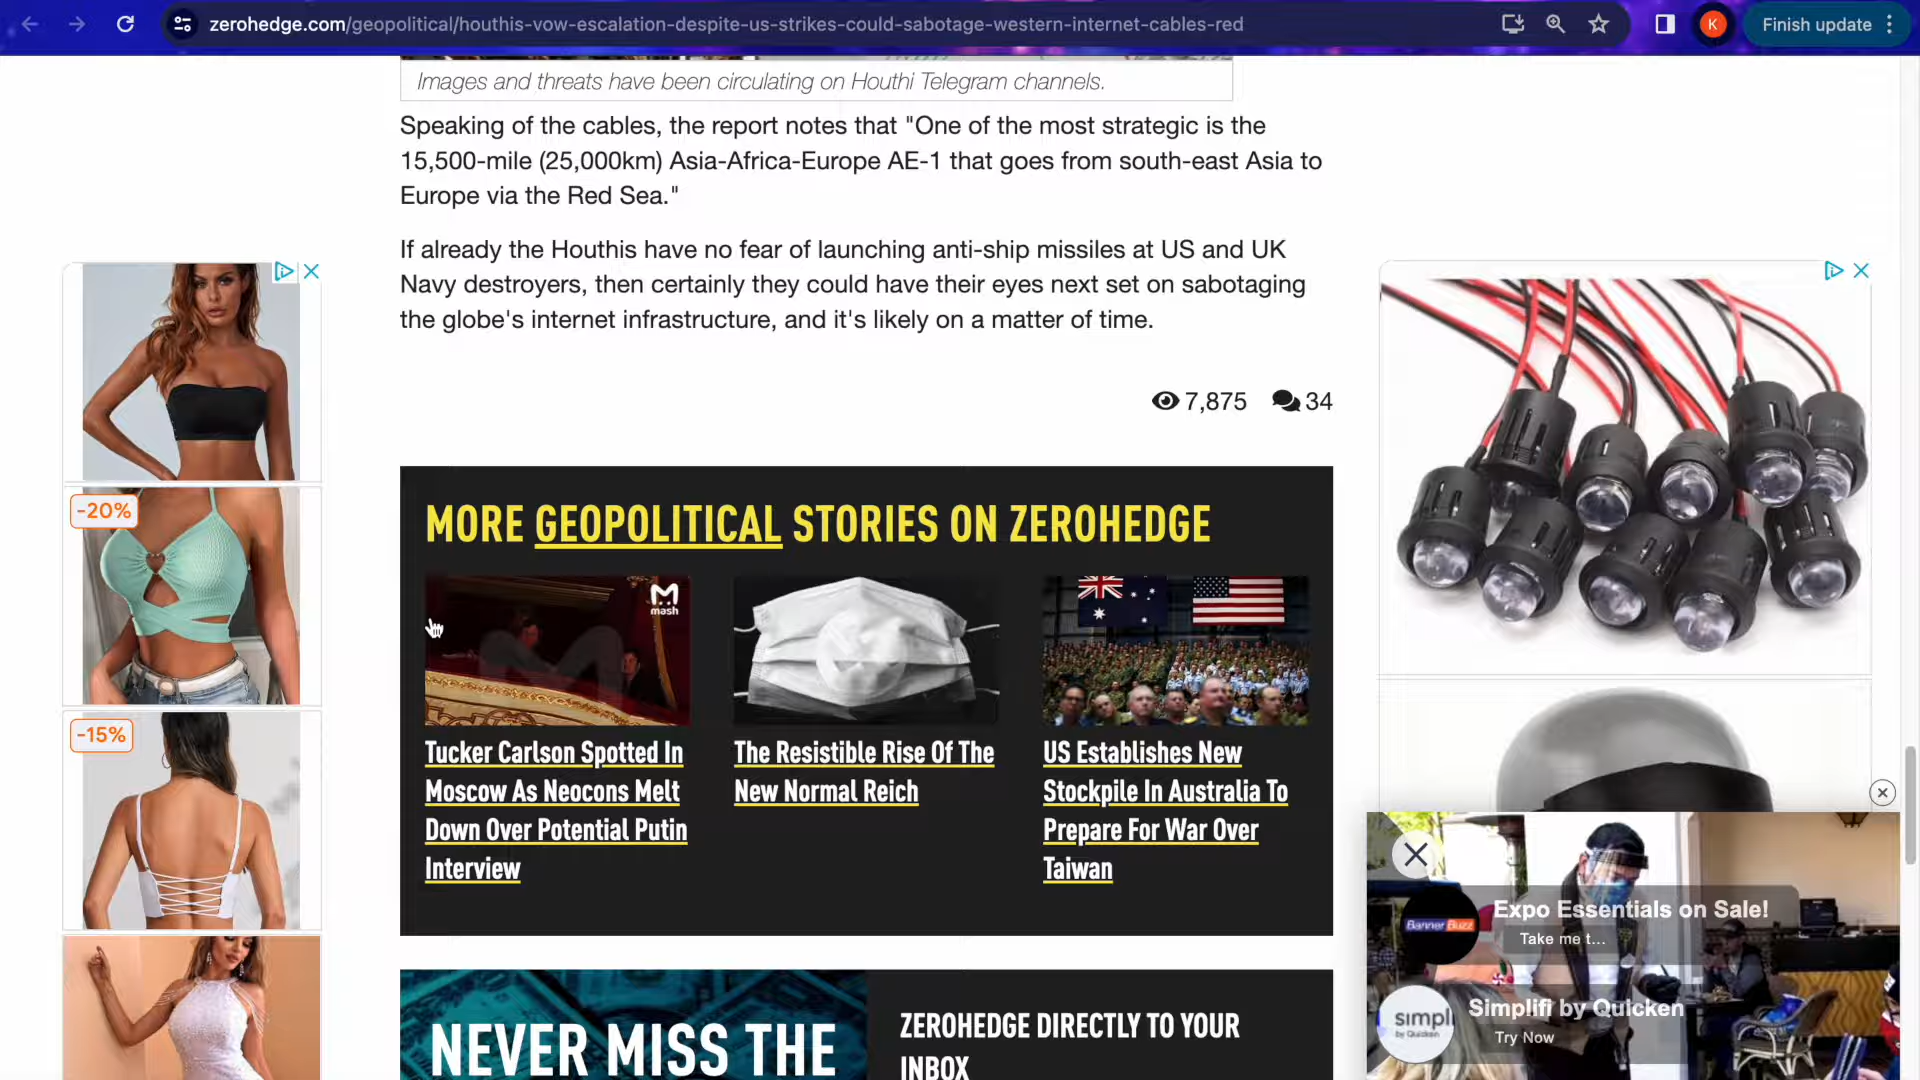 zerohedge.com/geopolitical/houthis-vow-escalation-despite-us-strikes-could-sabotage-western-internet-cables-red
K
Finish update
Images and threats have been circulating on Houthi Telegram channels.
Speaking of the cables, the report notes that "One of the most strategic is the
15,500-mile (25,000km) Asia-Africa-Europe AE-1 that goes from south-east Asia to
Europe via the Red Sea."
If already the Houthis have no fear of launching anti-ship missiles at US and UK
Navy destroyers, then certainly they could have their eyes next set on sabotaging
the globe's internet infrastructure, and it's likely on a matter of time.
7,875 34
-20%
-15%
MORE GEOPOLITICAL STORIES ON ZEROHEDGE
mash
Tucker Carlson Spotted In
Moscow As Neocons Melt
Down Over Potential Putin
Interview
The Resistible Rise Of The
New Normal Reich
US Establishes New
Stockpile In Australia To
Prepare For War Over
Taiwan
NEVER MISS THE
ZEROHEDGE DIRECTLY TO YOUR
INBOX
Banner Buzz
Expo Essentials on Sale!
Take me t...
simpli
by Quicken
Simplifi by Quicken
Try Now